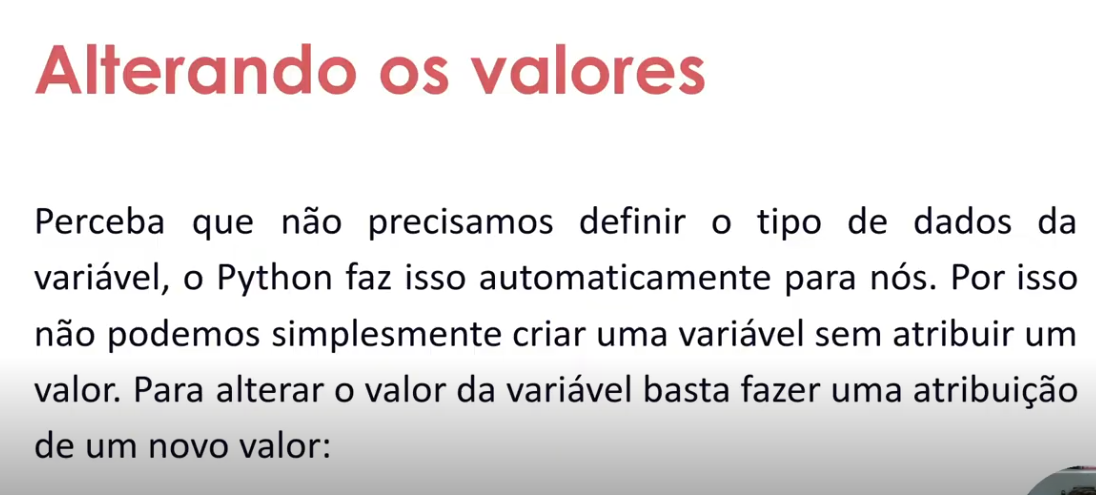 Alterando os valores
Perceba que não precisamos definir o tipo de dados da
variável, o Python faz isso automaticamente para nós. Por isso
não podemos simplesmente criar uma variável sem atribuir um
valor. Para alterar o valor da variável basta fazer uma atribuição
de um novo valor: